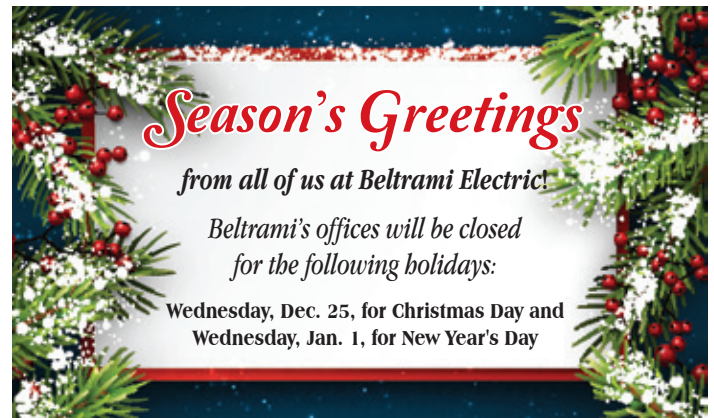 Season's Greetings
from all of us at Beltrami Electric!
Beltrami's offices will be closed
for the following holidays:
Wednesday, Dec. 25, for Christmas Day and
Wednesday, Jan. 1, for New Year's Day